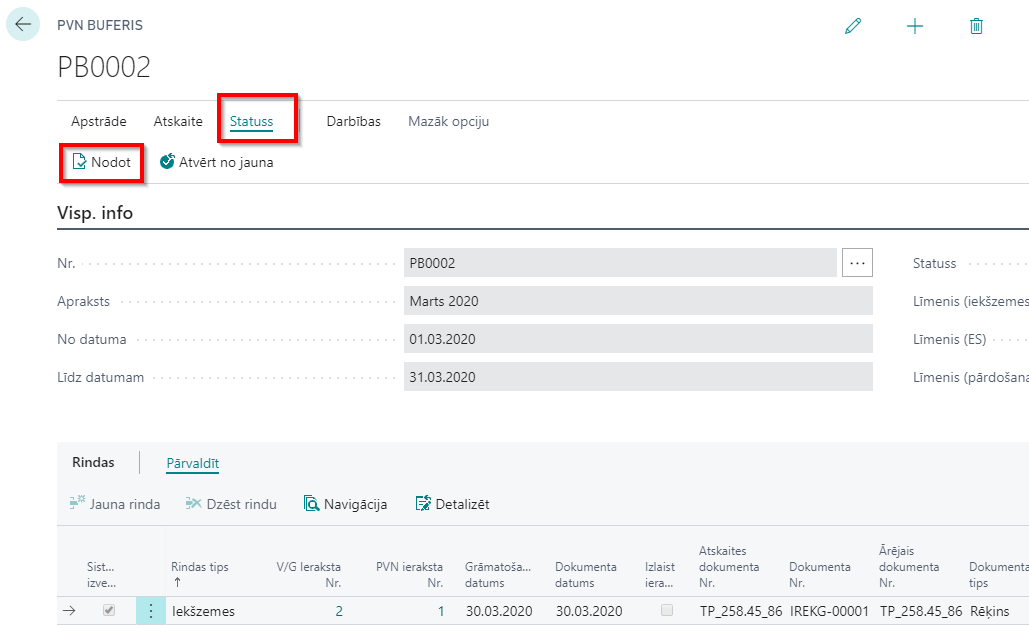 PVN BUFERIS
PB0002
Apstrāde Atskaite Statuss Darbības Mazāk opciju
Nodot Atvērt no jauna
Visp. info
Nr. PB0002 ... Statuss
Apraksts Marts 2020 Līmenis (iekšzemes
No datuma 01.03.2020 Līmenis (ES)
Līdz datumam 31.03.2020 Līmenis (pārdošana
Rindas Pārvaldīt
Jauna rinda Dzēst rindu Navigācija Detalizēt
Atskaites Ārējais
Sist... Rindas tips V/G Ieraksta PVN ieraksta Grāmatoša... Dokumenta Izlaist dokumenta Dokumenta dokumenta Dokumenta
izve... ↑ Nr. Nr. datums datums iera... Nr. Nr. Nr. tips
Iekšzemes 2 1 30.03.2020 30.03.2020 TP_258.45_86 IREKG-00001 TP_258.45_86 Rēķins